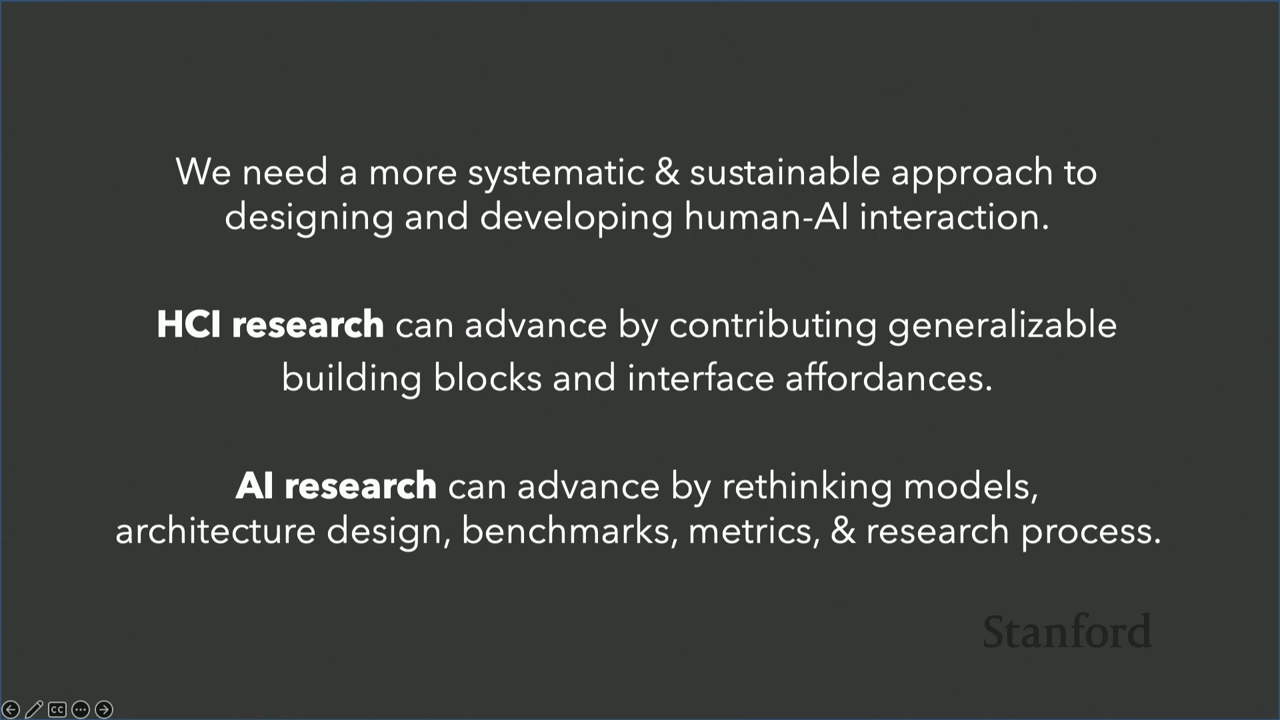 We need a more systematic & sustainable approach to
designing and developing human-AI interaction.
HCI research can advance by contributing generalizable
building blocks and interface affordances.
AI research can advance by rethinking models,
architecture design, benchmarks, metrics, & research process.
Stanford
CC